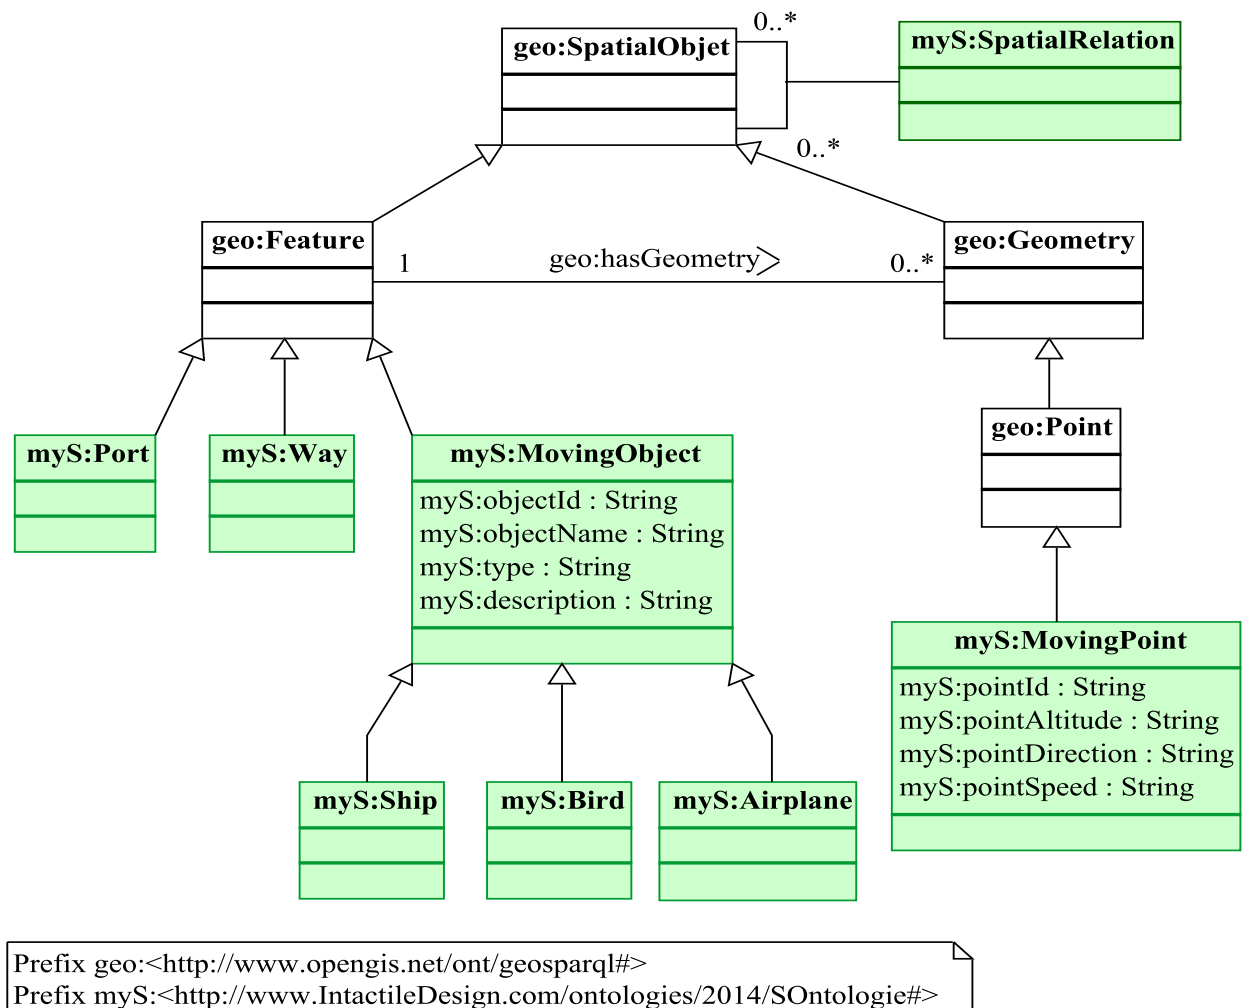 0..*
geo:SpatialObjet
myS:SpatialRelation
0..*
geo:Feature
geo:Geometry
1
geo:hasGeometry
0..*
geo:Point
myS:Port
myS:Way
myS:MovingObject
myS:objectId : String
myS:objectName : String
myS:type : String
myS:description : String
myS:MovingPoint
myS:pointId : String
myS:pointAltitude : String
myS:pointDirection : String
myS:pointSpeed : String
myS:Ship
myS:Bird
myS:Airplane
Prefix geo:<http://www.opengis.net/ont/geosparql#>
Prefix myS:<http://www.IntactileDesign.com/ontologies/2014/SOntologie#>